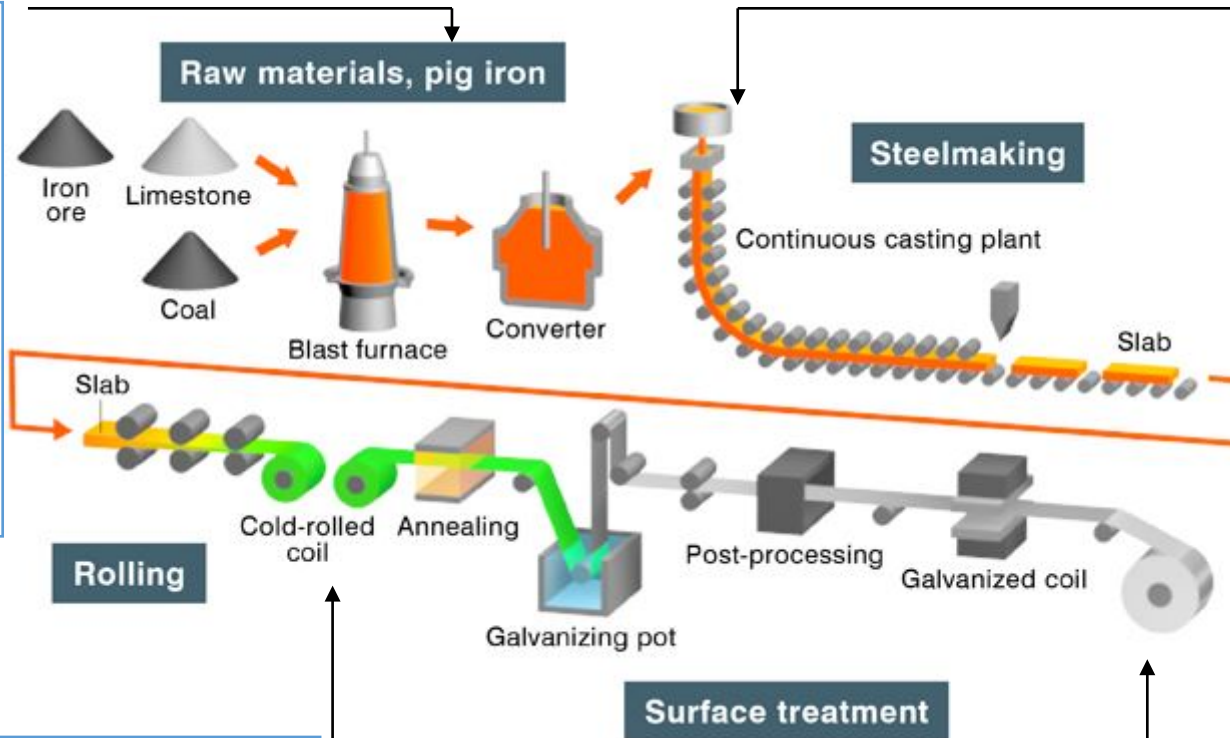 Raw materials, pig iron
Iron
ore
Limestone
Coal
Blast furnace
Converter
Steelmaking
Continuous casting plant
Slab
Slab
Cold-rolled
coil
Annealing
Rolling
Galvanizing pot
Post-processing
Galvanized coil
Surface treatment